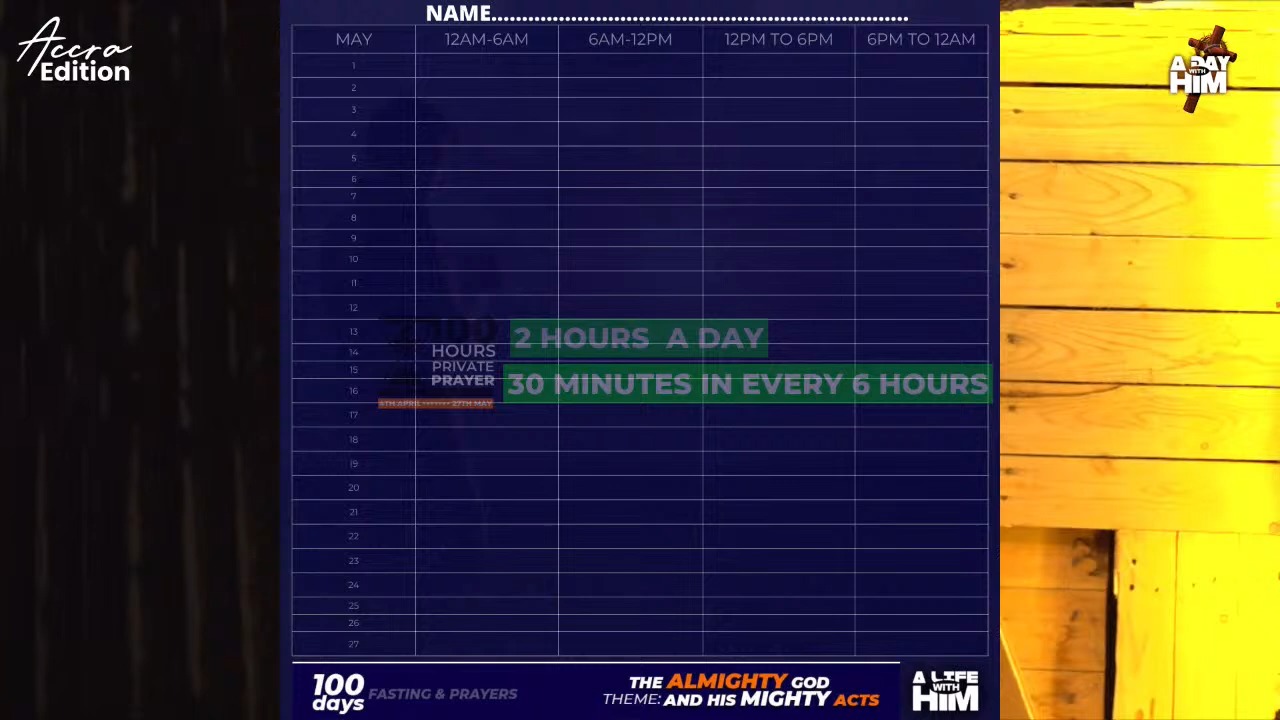 Accra
Edition
NAME.....................................................................
MAY 12AM-6AM 6AM-12PM 12PM TO 6PM 6PM TO 12AM
1
2
3
4
5
6
7
8
9
10
11
12
13
14
15
16
17
18
19
20
21
22
23
24
25
26
27
2 HOURS A DAY
HOURS
PRIVATE
PRAYER
30 MINUTES IN EVERY 6 HOURS
27TH MAY
100
days
FASTING & PRAYERS
THE ALMIGHTY GOD
THEME: AND HIS MIGHTY ACTS
A LIFE
WITH
HIM
A DAY
WITH
HIM